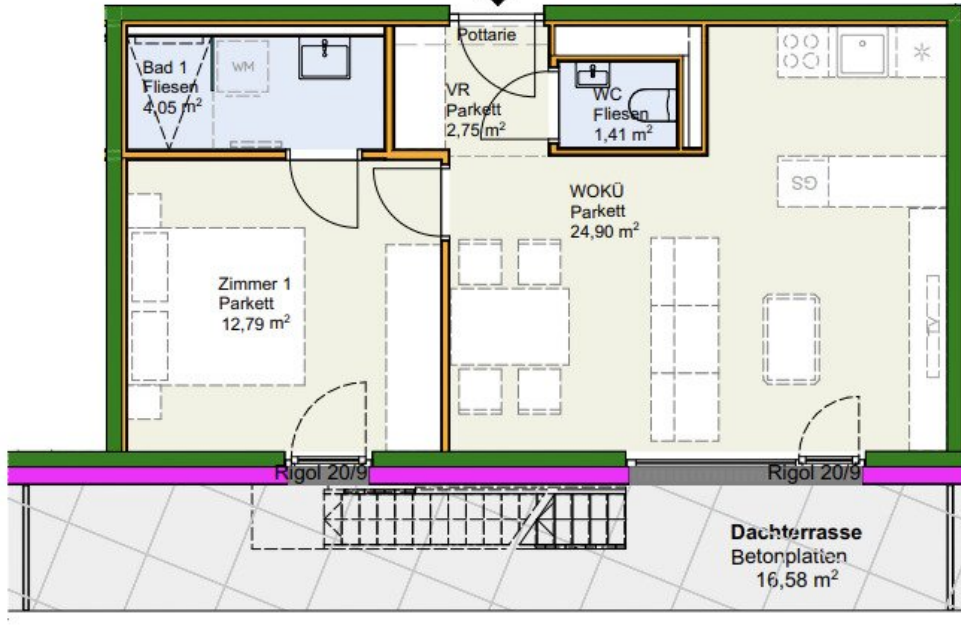 Pottarie
Bad 1
Fliesen
4,05 m²
WM
VR
Parkett
2,75 m²
WC
Fliesen
1,41 m²
GS
WOKÜ
Parkett
24,90 m²
Zimmer 1
Parkett
12,79 m²
TV
Rigol 20/9
Rigol 20/9
Dachterrasse
Betonplatten
16,58 m²